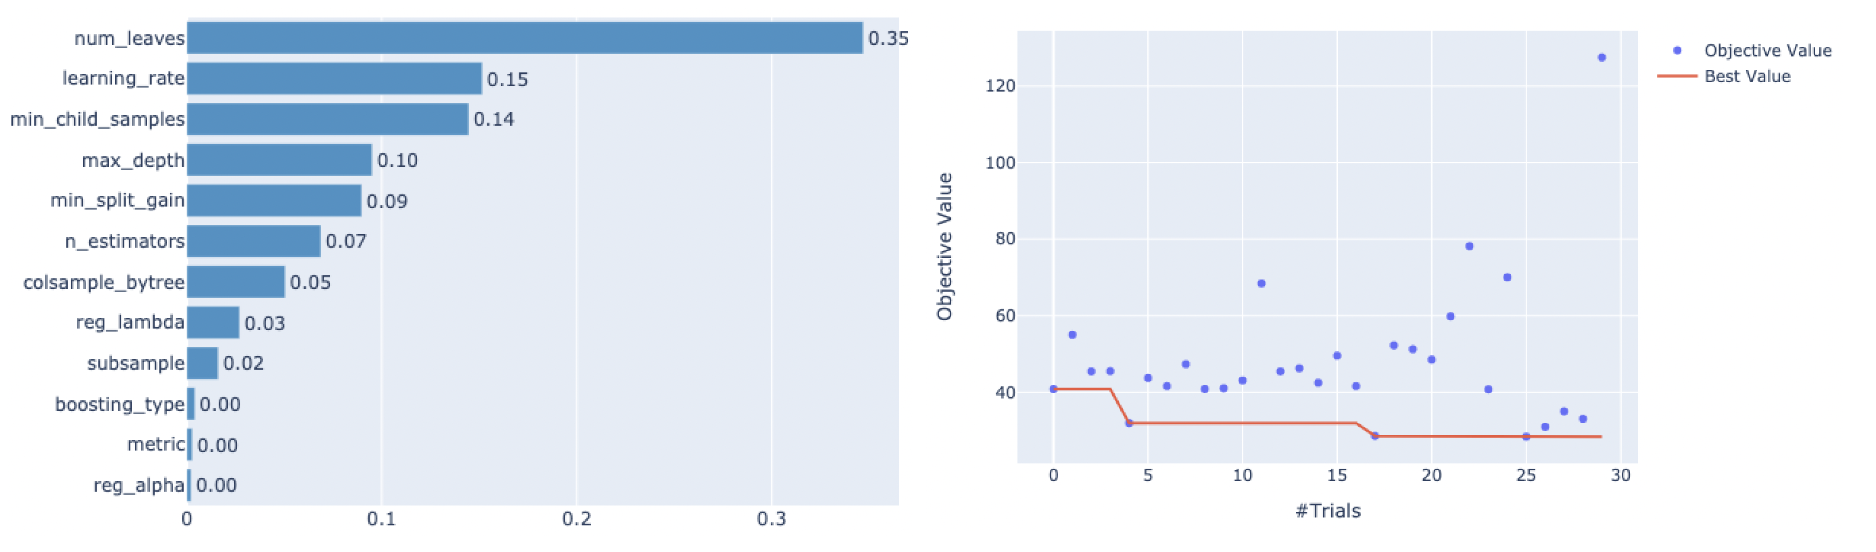 num_leaves 0.35
learning_rate 0.15
min_child_samples 0.14
max_depth 0.10
min_split_gain 0.09
n_estimators 0.07
colsample_bytree 0.05
reg_lambda 0.03
subsample 0.02
boosting_type 0.00
metric 0.00
reg_alpha 0.00
0 0.1 0.2 0.3
Objective Value
120
100
80
60
40
0 5 10 15 20 25 30
#Trials
Objective Value
Best Value